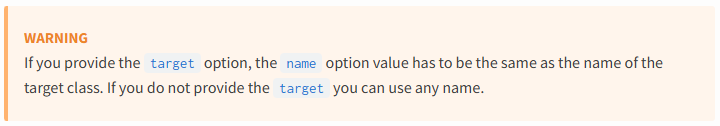 WARNING
If you provide the target option, the name option value has to be the same as the name of the
target class. If you do not provide the target you can use any name.